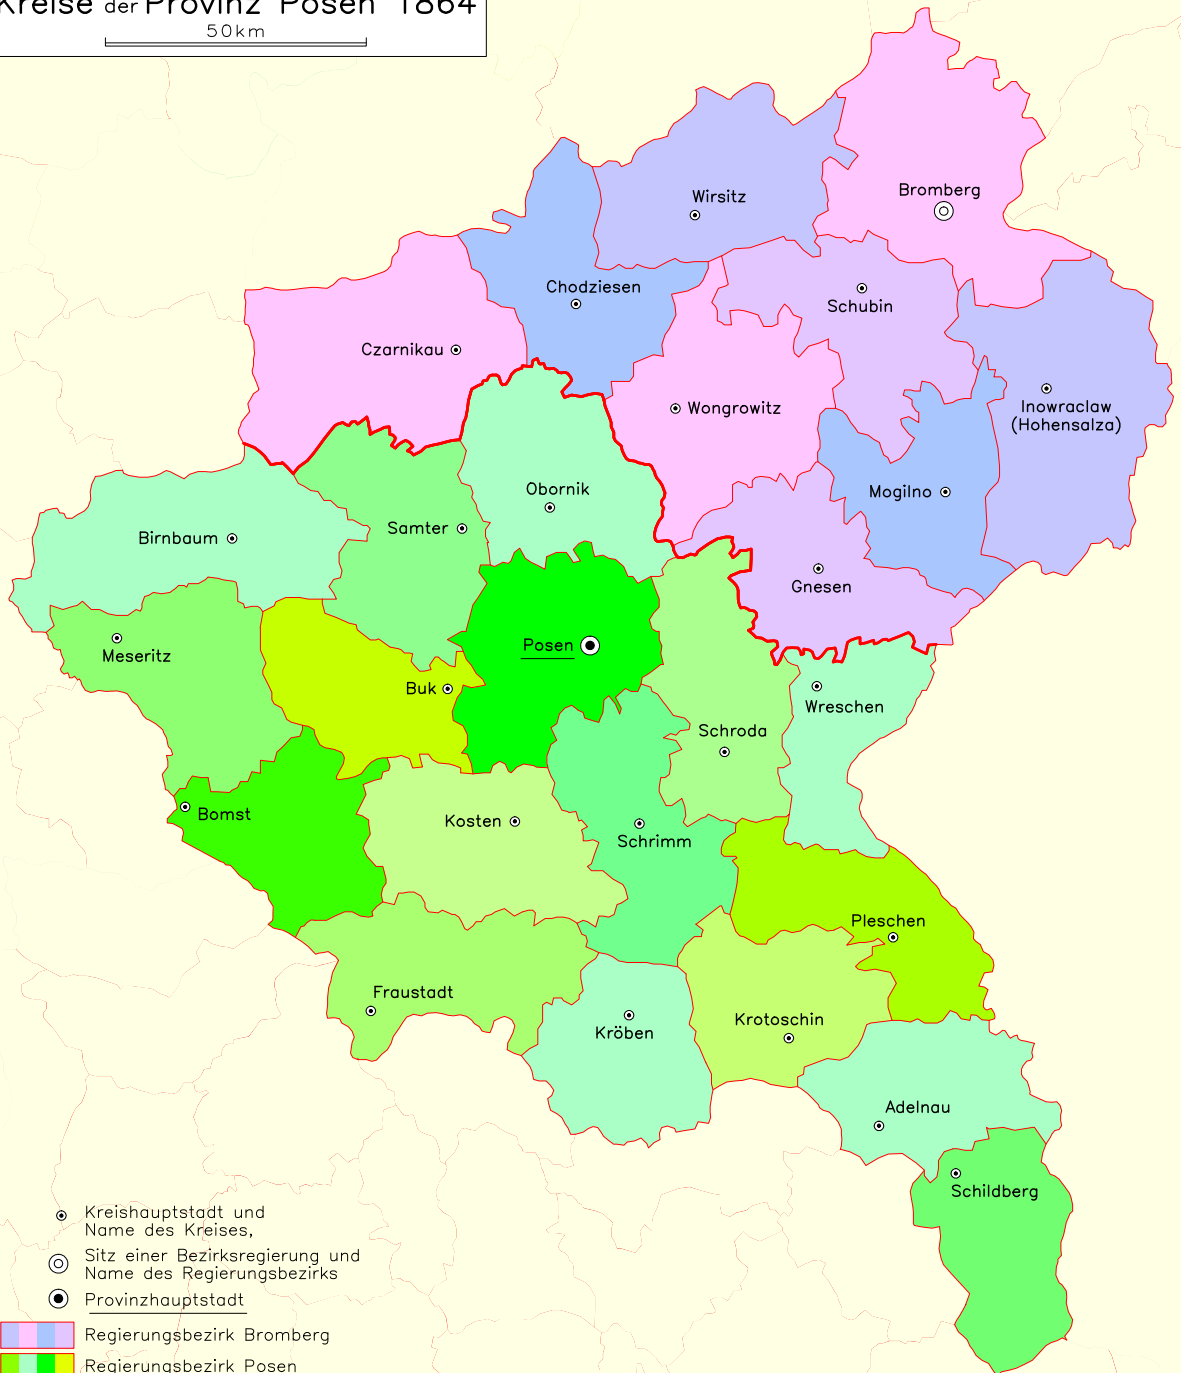 Kreise der Provinz Posen 1864
50km
Bromberg
Wirsitz
Chodziesen
Schubin
Czarnikau
Wongrowitz
Inowraclaw
(Hohensalza)
Obornik
Mogilno
Samter
Birnbaum
Gnesen
Posen
Meseritz
Buk
Wreschen
Schroda
Bomst
Kosten
Schrimm
Pleschen
Fraustadt
Kröben
Krotoschin
Adelnau
Schildberg
Kreishauptstadt und
Name des Kreises,
Sitz einer Bezirksregierung und
Name des Regierungsbezirks
Provinzhauptstadt
Regierungsbezirk Bromberg
Regierungsbezirk Posen